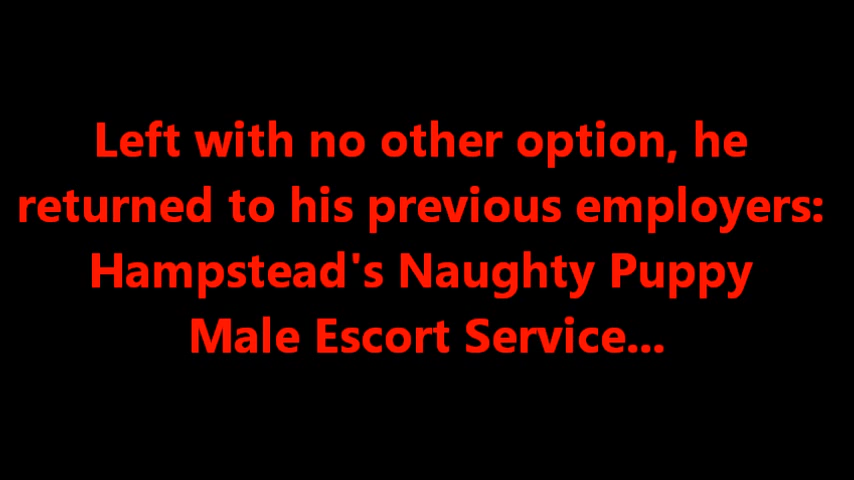 Left with no other option, he
returned to his previous employers:
Hampstead's Naughty Puppy
Male Escort Service...